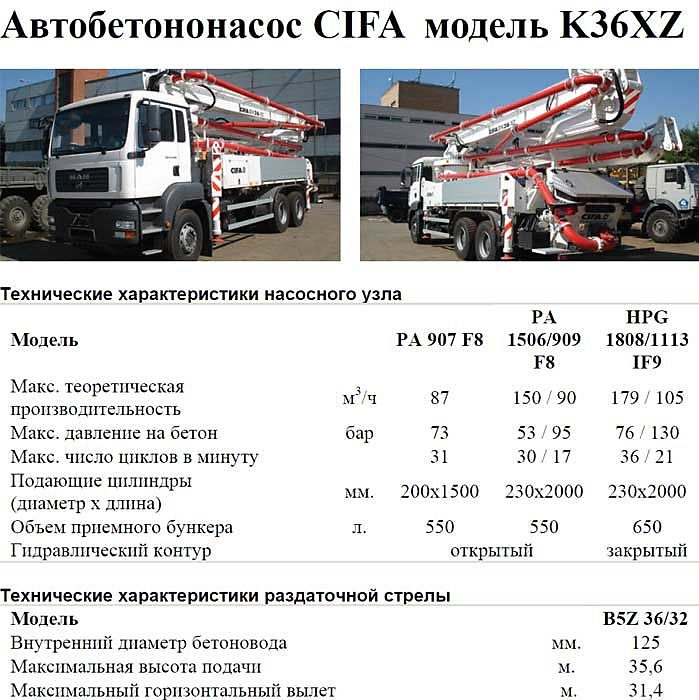 Автобетононасос CIFA модель K36XZ
MAN
CIFA
CIFA K36XZ
CIFA
Технические характеристики насосного узла
Модель PA 907 F8 PA 1506/909 F8 HPG 1808/1113 IF9
Макс. теоретическая производительность м³/ч 87 150 / 90 179 / 105
Макс. давление на бетон бар 73 53 / 95 76 / 130
Макс. число циклов в минуту 31 30 / 17 36 / 21
Подающие цилиндры (диаметр х длина) мм. 200x1500 230x2000 230x2000
Объем приемного бункера л. 550 550 650
Гидравлический контур открытый закрытый
Технические характеристики раздаточной стрелы
Модель B5Z 36/32
Внутренний диаметр бетоновода мм. 125
Максимальная высота подачи м. 35,6
Максимальный горизонтальный вылет м. 31,4